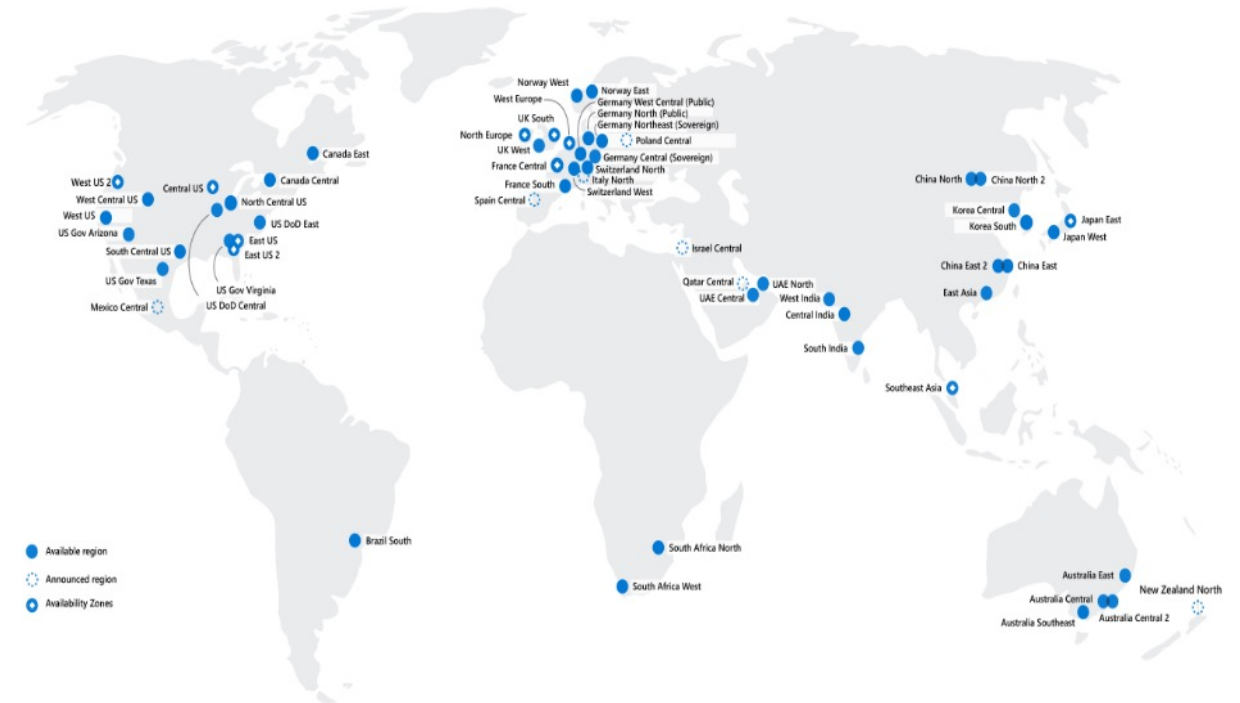 Norway West
Norway East
West Europe
Germany West Central (Public)
Germany North (Public)
UK South
Germany Northeast (Sovereign)
North Europe
Poland Central
UK West
Canada East
Germany Central (Sovereign)
France Central
Switzerland North
Italy North
Canada Central
West US 2
Central US
France South
Switzerland West
China North
China North 2
West Central US
North Central US
Spain Central
Korea Central
West US
US DoD East
Japan East
Korea South
US Gov Arizona
East US
Japan West
South Central US
East US 2
Israel Central
China East 2
China East
US Gov Texas
Qatar Central
UAE North
US Gov Virginia
UAE Central
West India
East Asia
Mexico Central
US DoD Central
Central India
South India
Southeast Asia
Brazil South
South Africa North
Available region
Announced region
Availability Zones
South Africa West
Australia East
New Zealand North
Australia Central
Australia Central 2
Australia Southeast